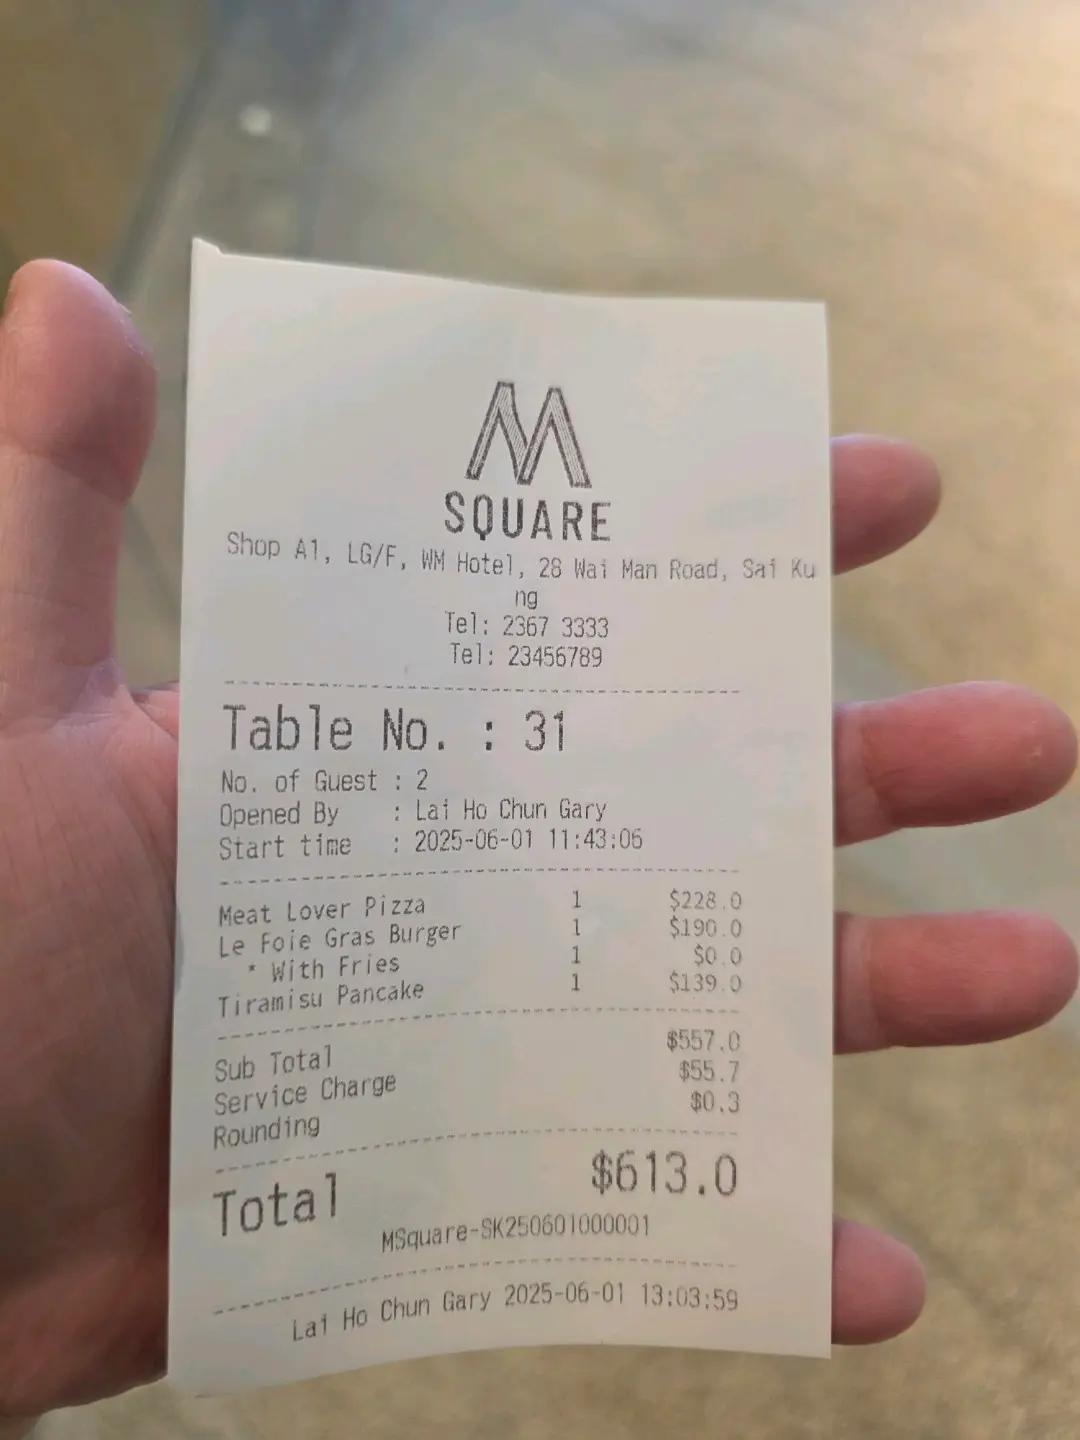 M
SQUARE
Shop A1, LG/F, WM Hotel, 28 Wai Man Road, Sai Ku
ng
Tel: 2367 3333
Tel: 23456789
Table No. : 31
No. of Guest : 2
Opened By : Lai Ho Chun Gary
Start time : 2025-06-01 11:43:06
Meat Lover Pizza 1 $228.0
Le Foie Gras Burger 1 $190.0
* With Fries 1 $0.0
Tiramisu Pancake 1 $139.0
Sub Total $557.0
Service Charge $55.7
Rounding $0.3
Total $613.0
MSquare-SK250601000001
Lai Ho Chun Gary 2025-06-01 13:03:59